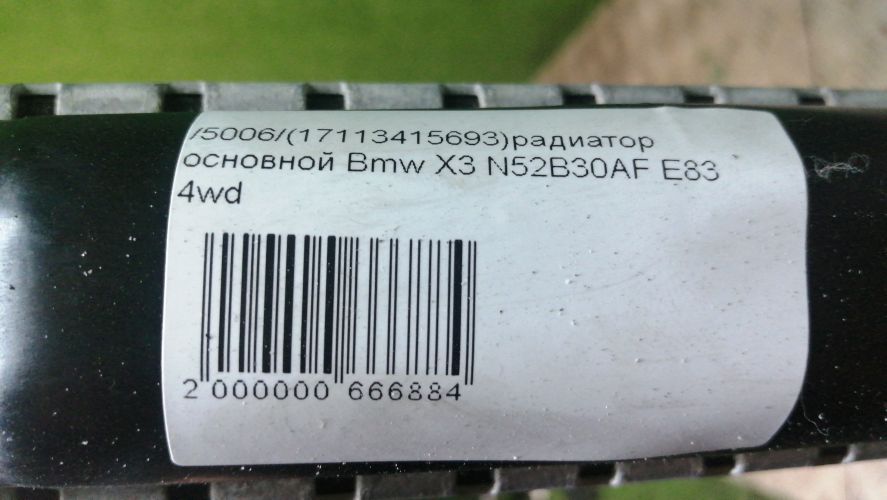 /5006/(17113415693)радиатор
основной Bmw X3 N52B30AF E83
4wd
2 000000 666884